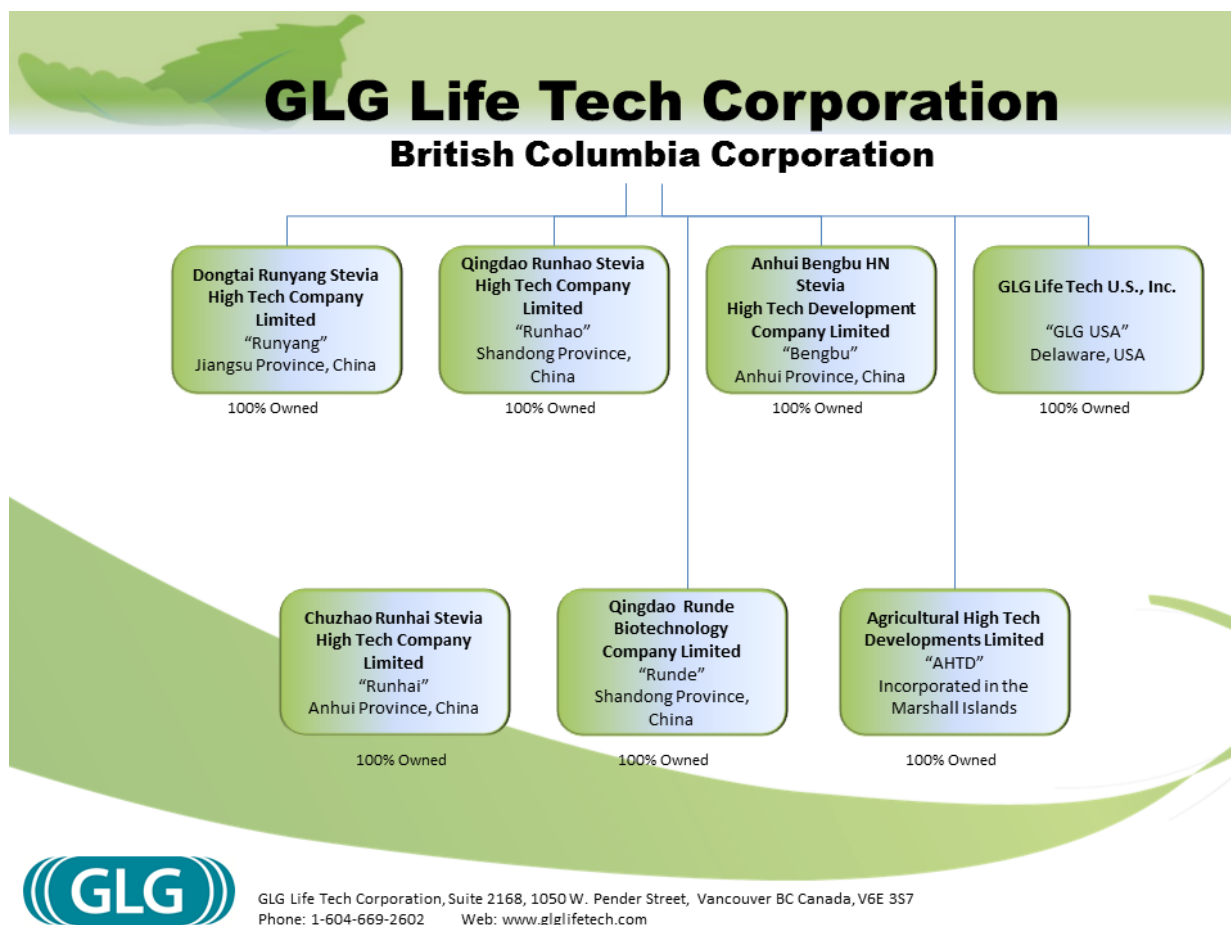 GLG Life Tech Corporation
British Columbia Corporation
Dongtai Runyang Stevia
High Tech Company
Limited
“Runyang”
Jiangsu Province, China
100% Owned
Qingdao Runhao Stevia
High Tech Company
Limited
“Runhao”
Shandong Province,
China
100% Owned
Anhui Bengbu HN
Stevia
High Tech Development
Company Limited
“Bengbu”
Anhui Province, China
100% Owned
GLG Life Tech U.S., Inc.
“GLG USA”
Delaware, USA
100% Owned
Chuzhao Runhai Stevia
High Tech Company
Limited
“Runhai”
Anhui Province, China
100% Owned
Qingdao Runde
Biotechnology
Company Limited
“Runde”
Shandong Province,
China
100% Owned
Agricultural High Tech
Developments Limited
“AHTD”
Incorporated in the
Marshall Islands
100% Owned
GLG
GLG Life Tech Corporation, Suite 2168, 1050 W. Pender Street, Vancouver BC Canada, V6E 3S7
Phone: 1-604-669-2602 Web: www.glglifetech.com